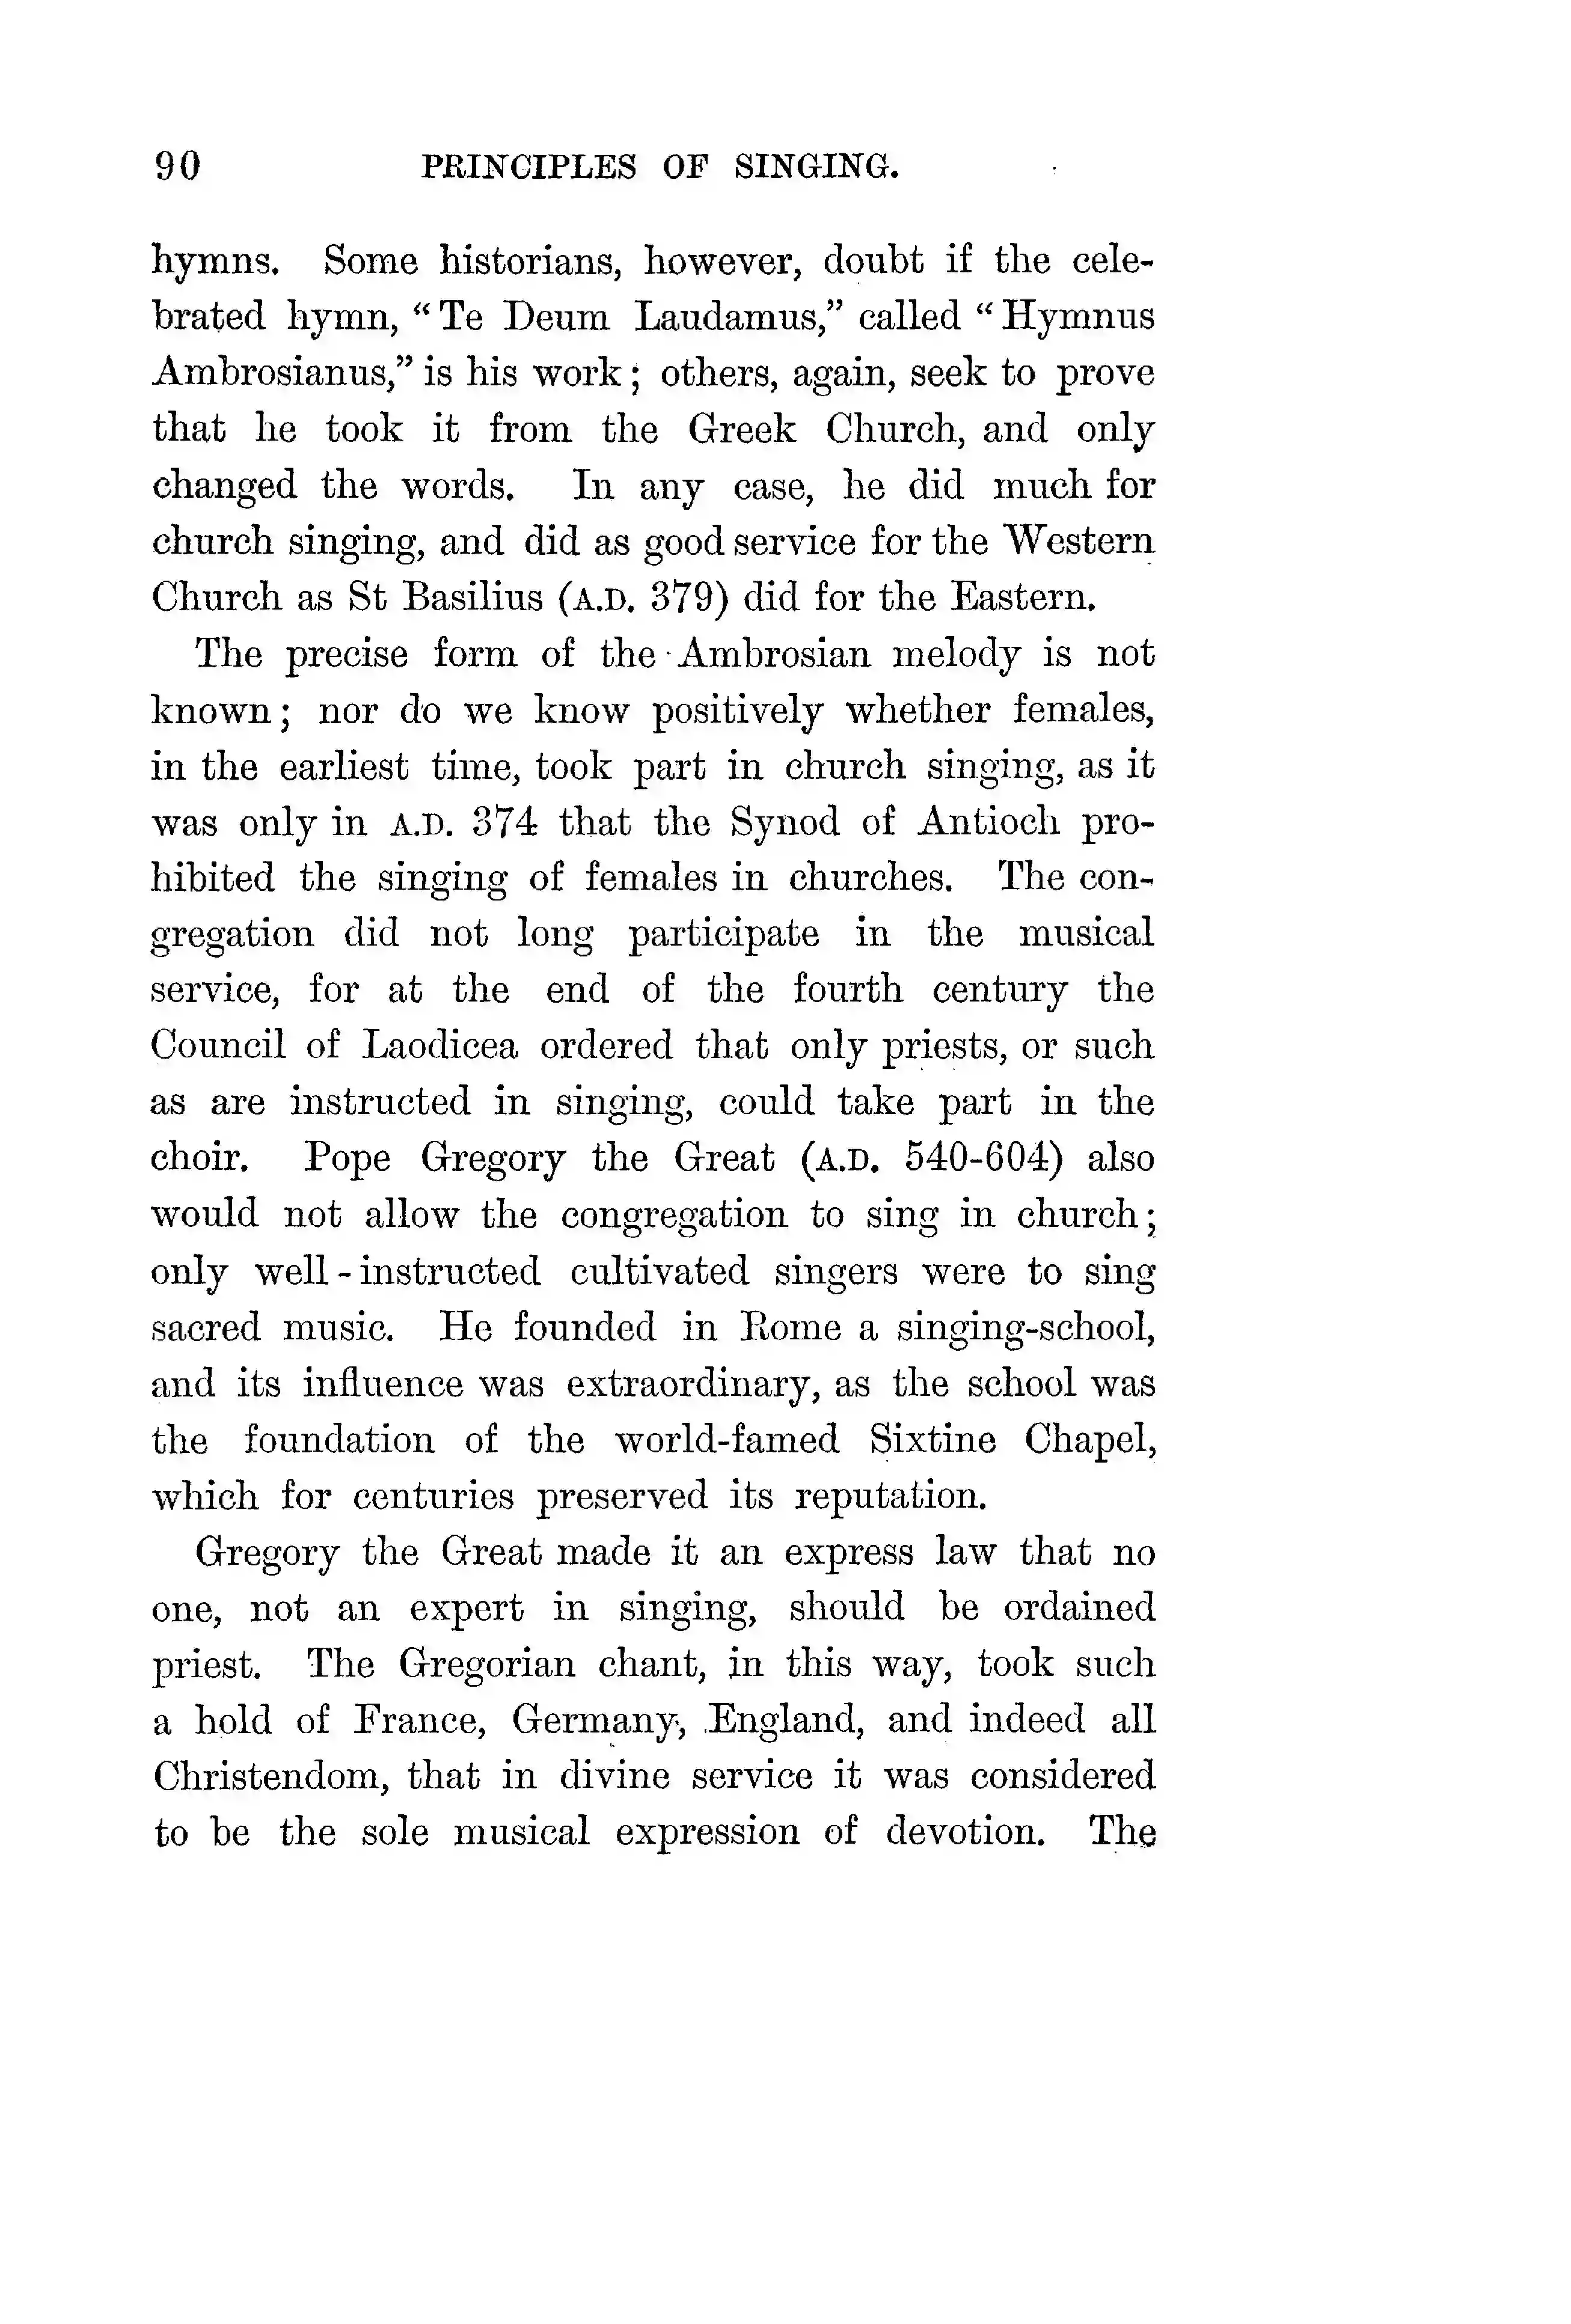 90 PRINCIPLES OF SINGING.
hymns. Some historians, however, doubt if the cele-
brated hymn, “Te Deum Laudamus,” called “Hymnus
Ambrosianus,” is his work; others, again, seek to prove
that he took it from the Greek Church, and only
changed the words. In any case, he did much for
church singing, and did as good service for the Western
Church as St Basilius (A.D. 379) did for the Eastern.
The precise form of the Ambrosian melody is not
known; nor do we know positively whether females,
in the earliest time, took part in church singing, as it
was only in A.D. 374 that the Synod of Antioch pro-
hibited the singing of females in churches. The con-
gregation did not long participate in the musical
service, for at the end of the fourth century the
Council of Laodicea ordered that only priests, or such
as are instructed in singing, could take part in the
choir. Pope Gregory the Great (A.D. 540-604) also
would not allow the congregation to sing in church;
only well-instructed cultivated singers were to sing
sacred music. He founded in Rome a singing-school,
and its influence was extraordinary, as the school was
the foundation of the world-famed Sixtine Chapel,
which for centuries preserved its reputation.
Gregory the Great made it an express law that no
one, not an expert in singing, should be ordained
priest. The Gregorian chant, in this way, took such
a hold of France, Germany, England, and indeed all
Christendom, that in divine service it was considered
to be the sole musical expression of devotion. The